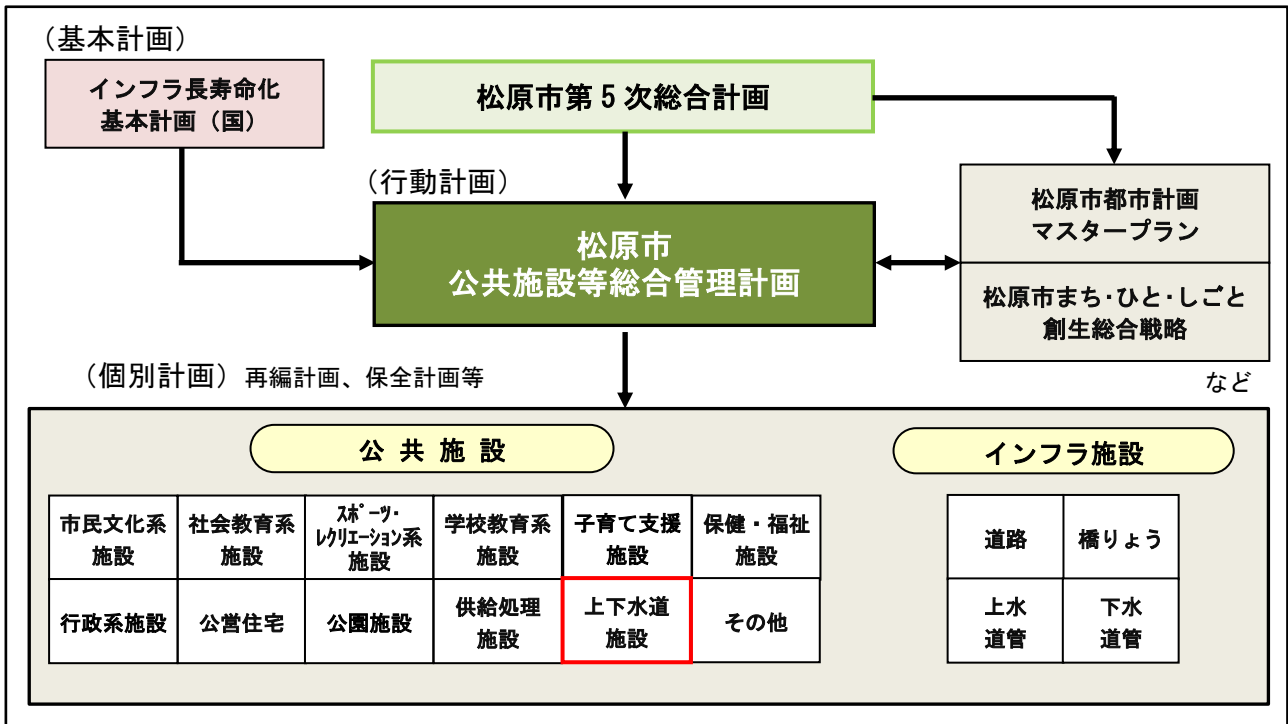 （基本計画）
インフラ長寿命化
基本計画（国）
松原市第５次総合計画
（行動計画）
松原市
公共施設等総合管理計画
松原市都市計画
マスタープラン
松原市まち・ひと・しごと
創生総合戦略
など
（個別計画）再編計画、保全計画等
公共施設
インフラ施設
市民文化系
施設
社会教育系
施設
ｽﾎﾟｰﾂ・
ﾚｸﾘｴｰｼｮﾝ系
施設
学校教育系
施設
子育て支援
施設
保健・福祉
施設
行政系施設
公営住宅
公園施設
供給処理
施設
上下水道
施設
その他
道路
橋りょう
上水
道管
下水
道管